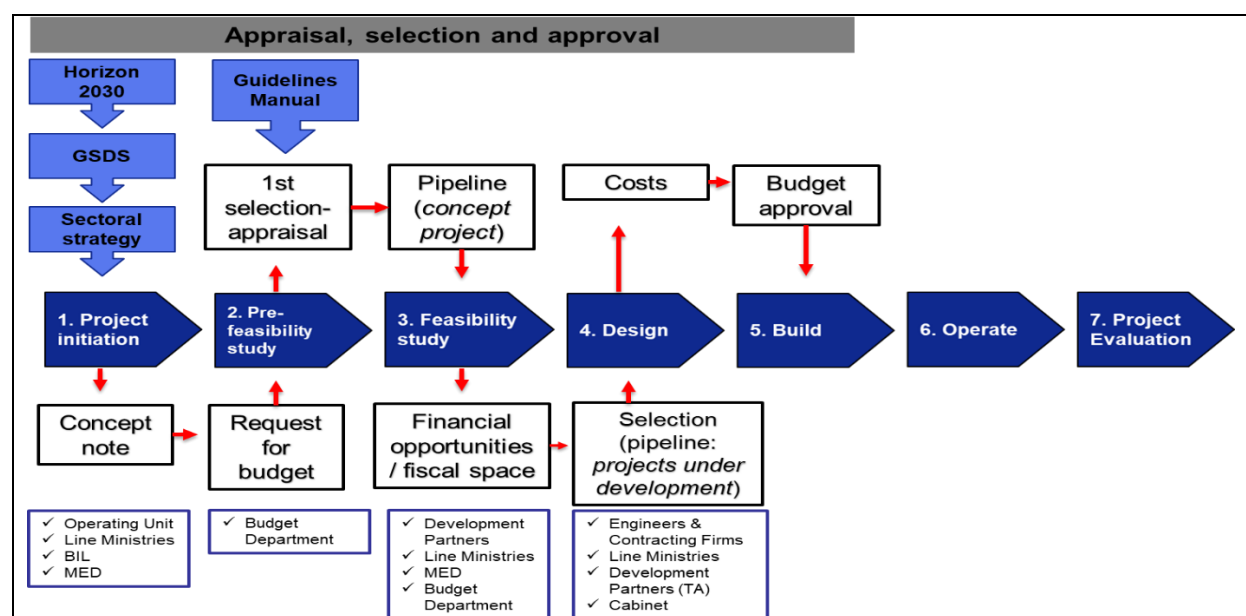 Appraisal, selection and approval
Horizon
2030
GSDS
Sectoral
strategy
Guidelines
Manual
1st
selection-
appraisal
Pipeline
(concept
project)
Costs
Budget
approval
1. Project
initiation
2. Pre-
feasibility
study
3. Feasibility
study
4. Design
5. Build
6. Operate
7. Project
Evaluation
Concept
note
Request
for
budget
Financial
opportunities
/ fiscal space
Selection
(pipeline:
projects under
development)
✓ Operating Unit
✓ Line Ministries
✓ BIL
✓ MED
✓ Budget
Department
✓ Development
Partners
✓ Line Ministries
✓ MED
✓ Budget
Department
✓ Engineers &
Contracting Firms
✓ Line Ministries
✓ Development
Partners (TA)
✓ Cabinet